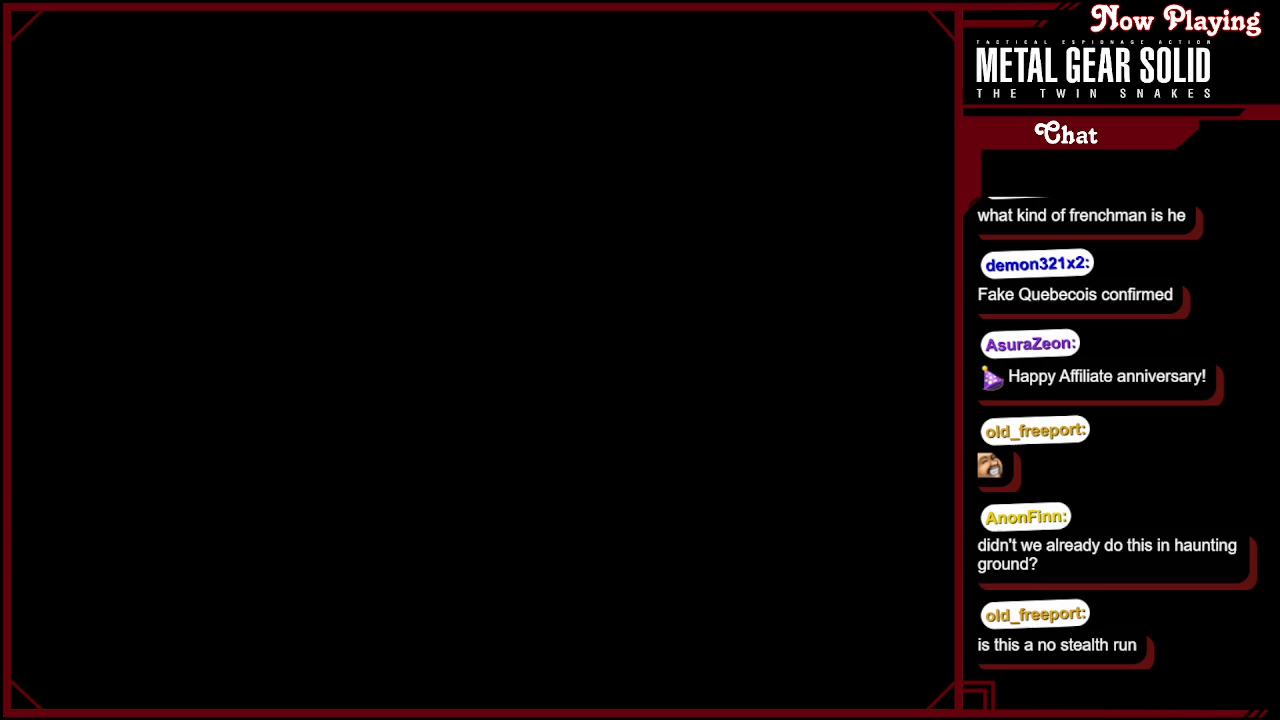 Now Playing
TACTICAL ESPIONAGE ACTION
METAL GEAR SOLID
THE TWIN SNAKES
Chat
what kind of frenchman is he
demon321x2:
Fake Quebecois confirmed
AsuraZeon:
Happy Affiliate anniversary!
old_freeport:
AnonFinn:
didn't we already do this in haunting
ground?
old_freeport:
is this a no stealth run